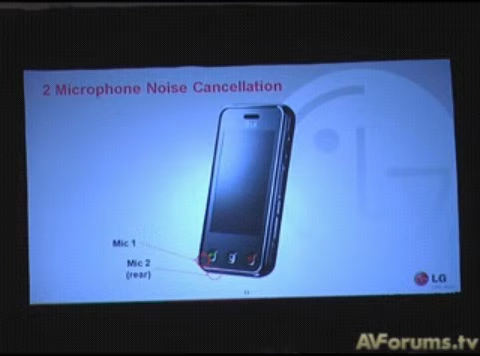 2 Microphone Noise Cancellation
Mic 1
Mic 2
(rear)
LG
AVForums.tv